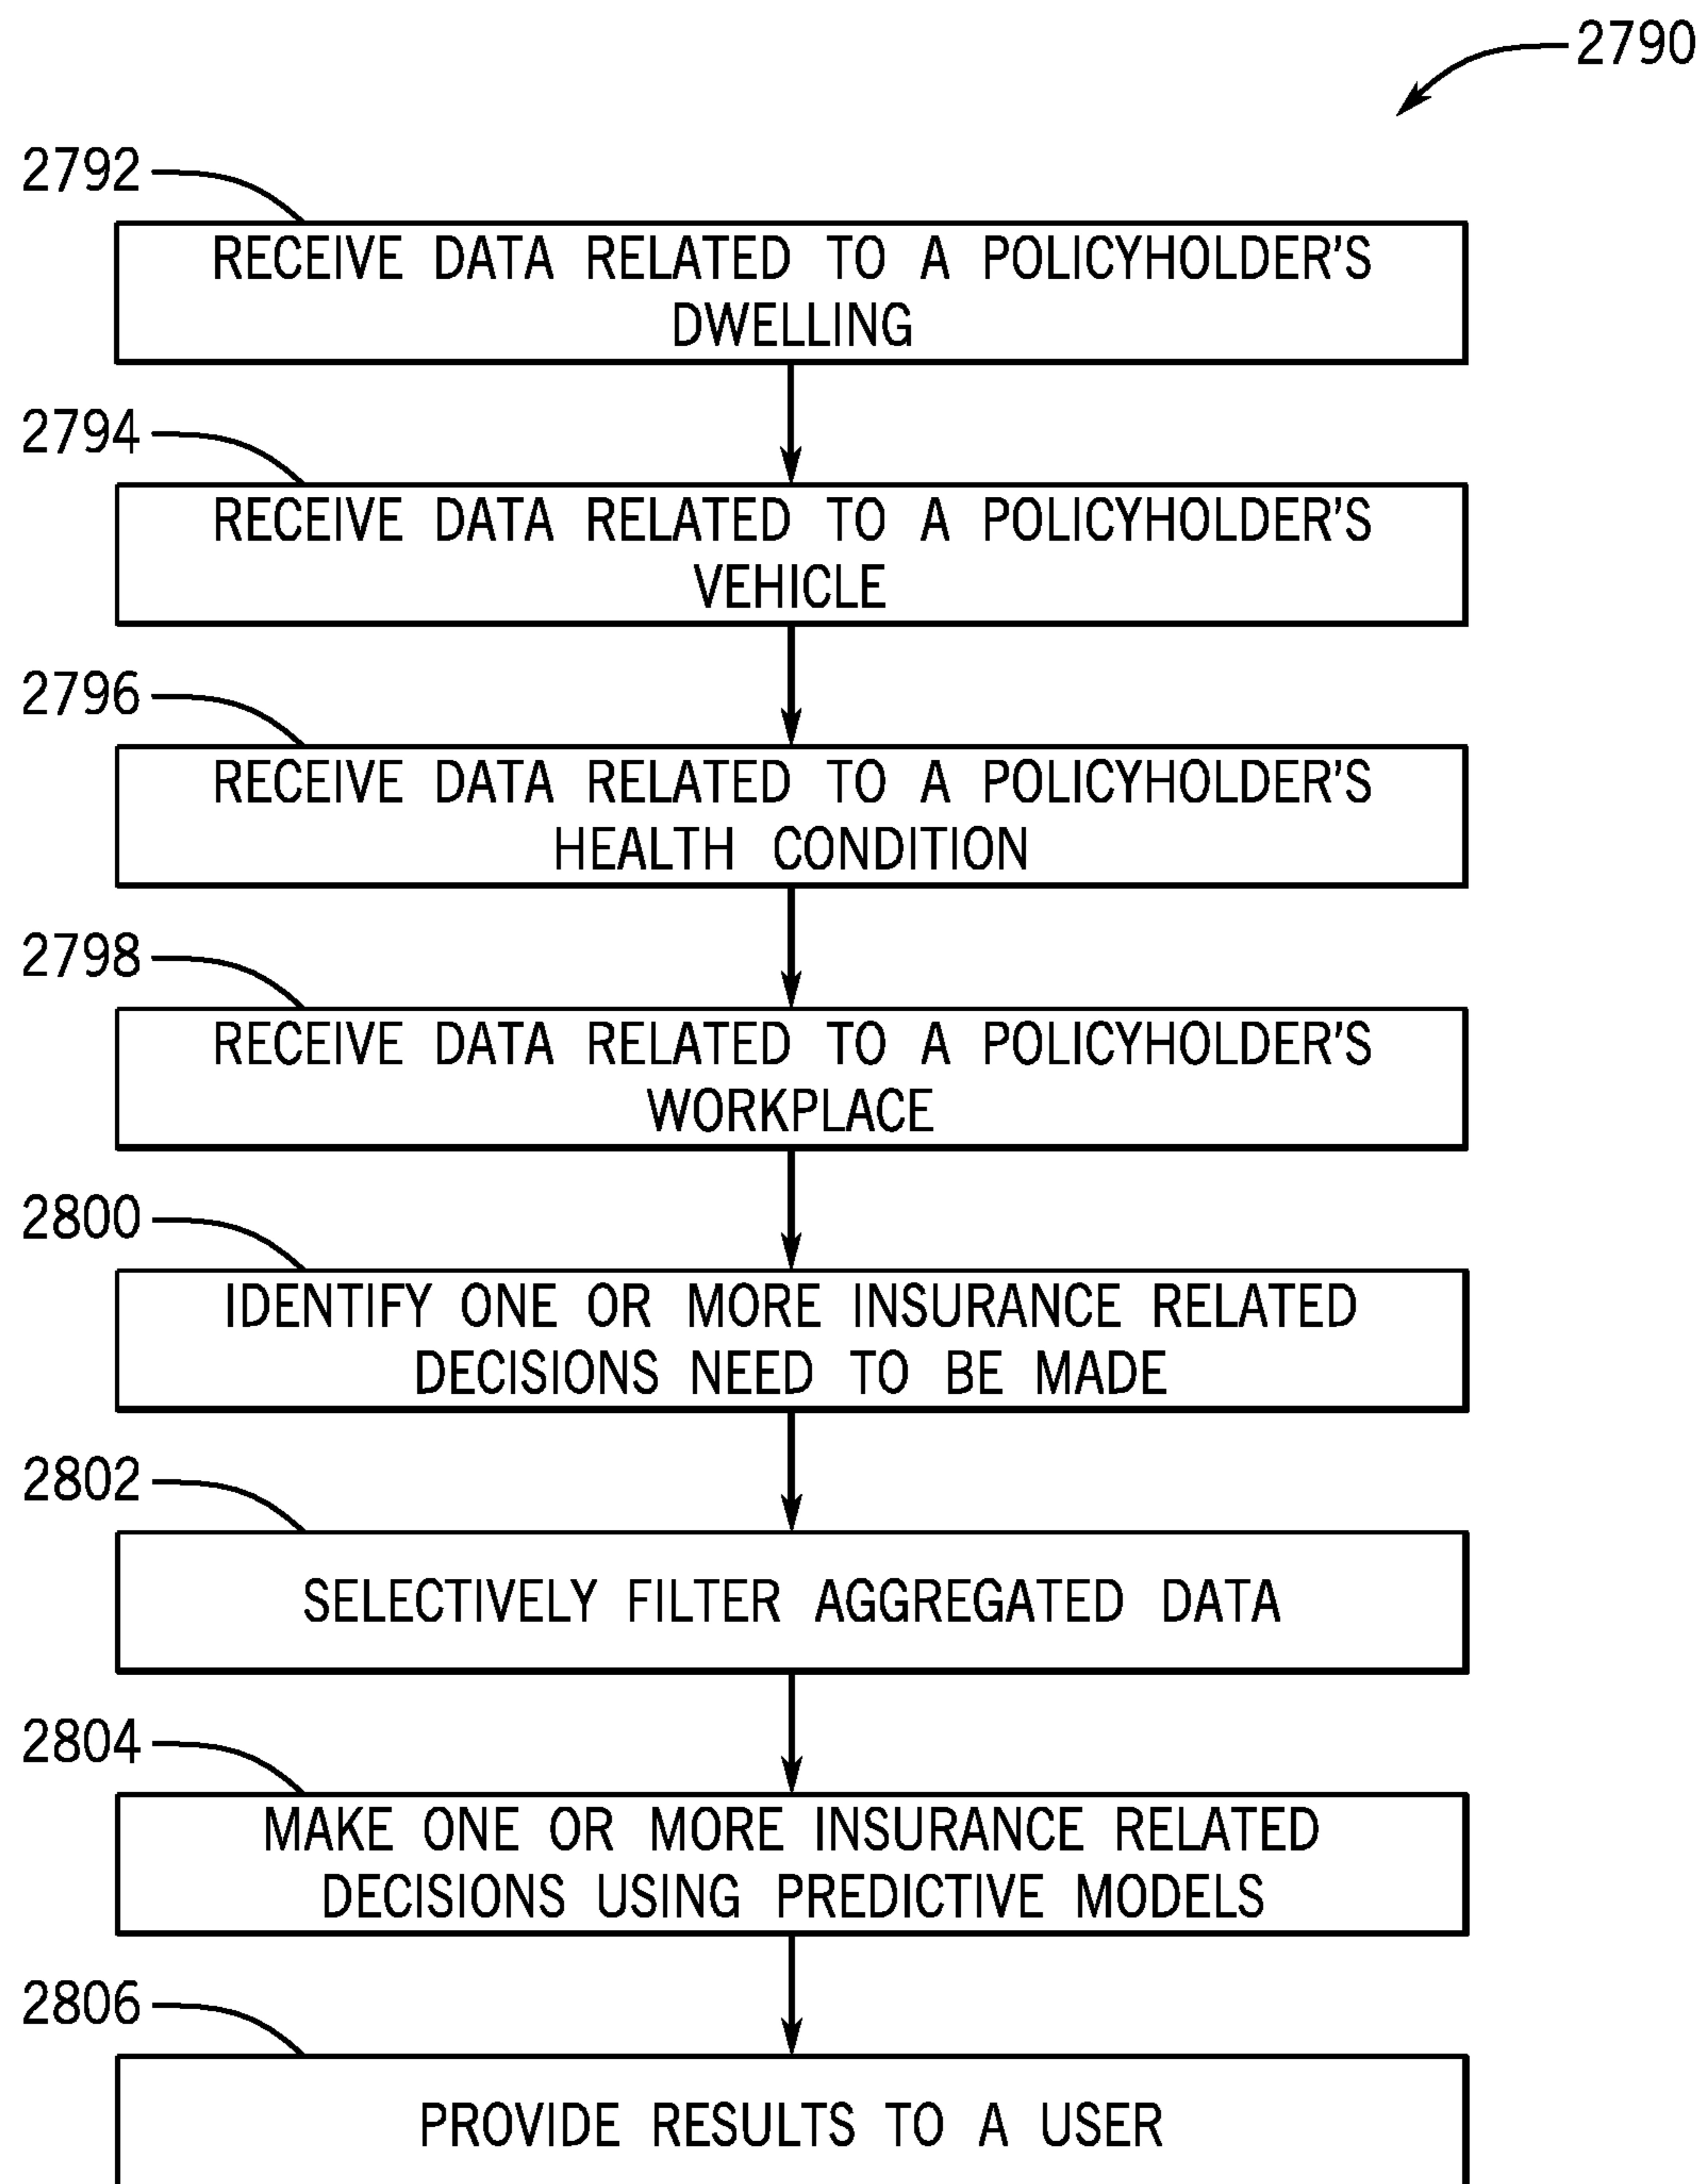 2790
2792
RECEIVE DATA RELATED TO A POLICYHOLDER'S
DWELLING
2794
RECEIVE DATA RELATED TO A POLICYHOLDER'S
VEHICLE
2796
RECEIVE DATA RELATED TO A POLICYHOLDER'S
HEALTH CONDITION
2798
RECEIVE DATA RELATED TO A POLICYHOLDER'S
WORKPLACE
2800
IDENTIFY ONE OR MORE INSURANCE RELATED
DECISIONS NEED TO BE MADE
2802
SELECTIVELY FILTER AGGREGATED DATA
2804
MAKE ONE OR MORE INSURANCE RELATED
DECISIONS USING PREDICTIVE MODELS
2806
PROVIDE RESULTS TO A USER